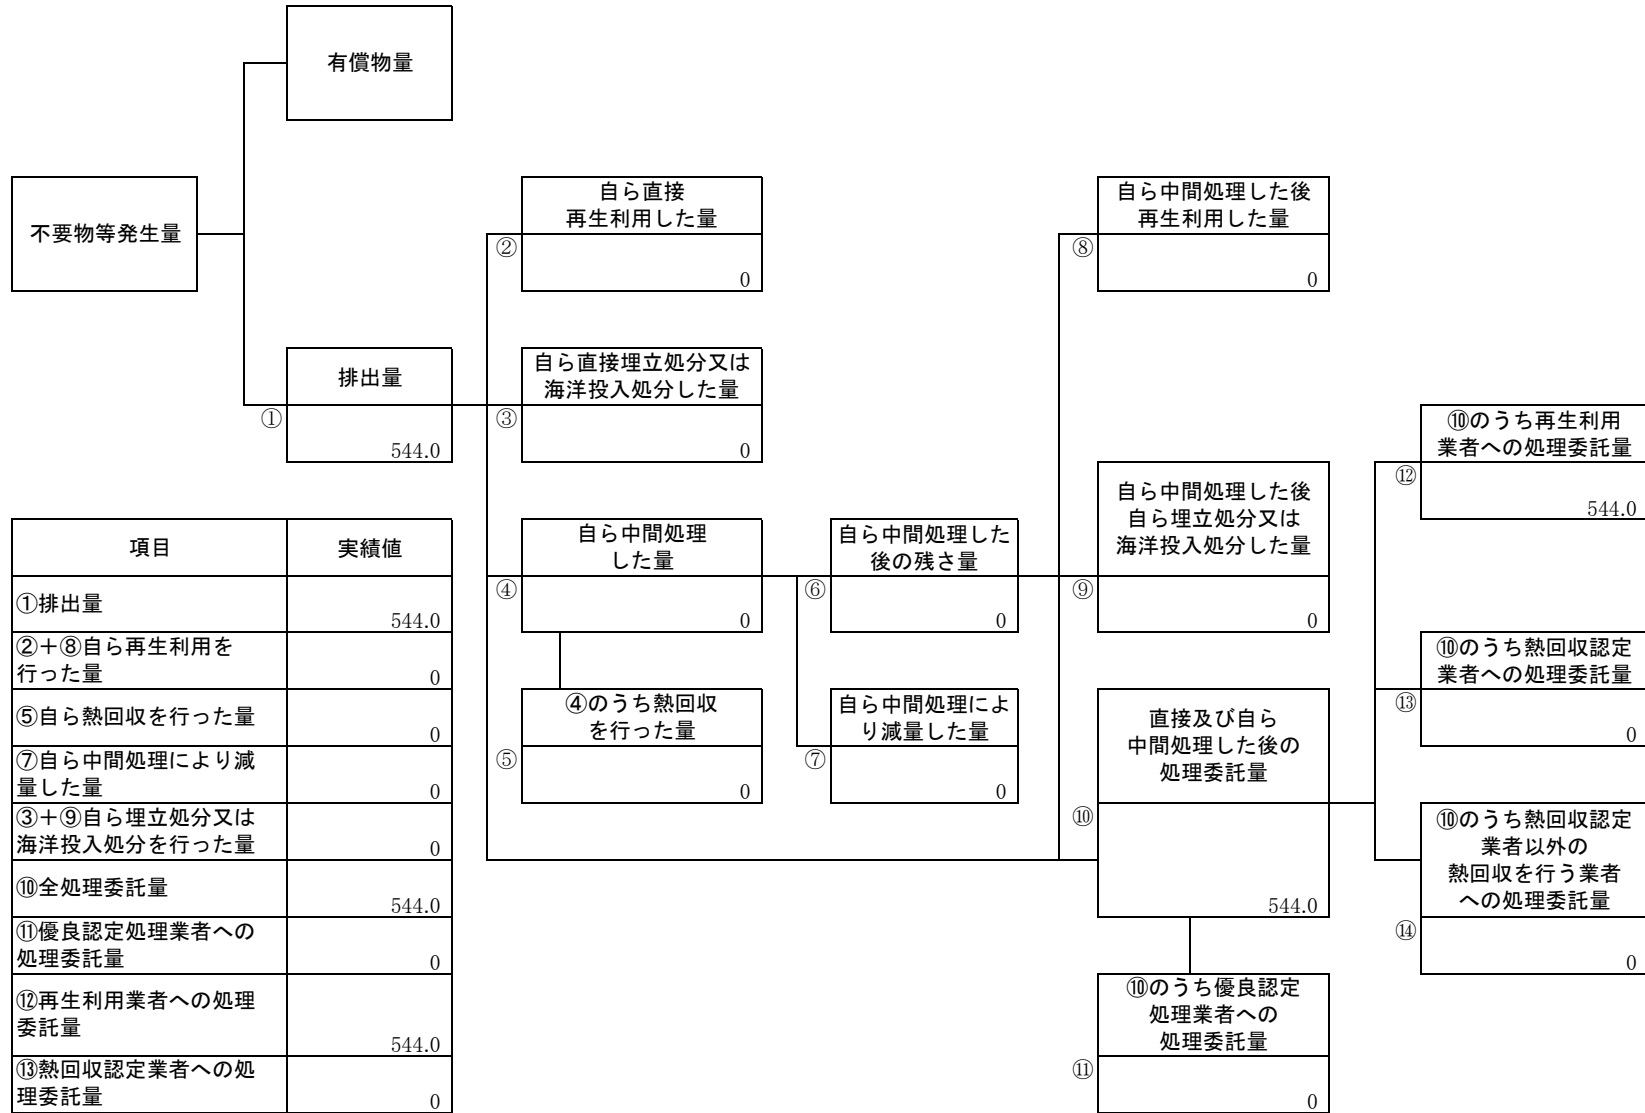 有償物量
不要物等発生量
排出量
①
544.0
自ら直接
再生利用した量
②
0
自ら直接埋立処分又は
海洋投入処分した量
③
0
自ら中間処理
した量
④
0
④のうち熱回収
を行った量
⑤
0
自ら中間処理した
後の残さ量
⑥
0
自ら中間処理によ
り減量した量
⑦
0
自ら中間処理した後
再生利用した量
⑧
0
自ら中間処理した後
自ら埋立処分又は
海洋投入処分した量
⑨
0
直接及び自ら
中間処理した後の
処理委託量
⑩
544.0
⑩のうち優良認定
処理業者への
処理委託量
⑪
0
⑩のうち再生利用
業者への処理委託量
⑫
544.0
⑩のうち熱回収認定
業者への処理委託量
⑬
0
⑩のうち熱回収認定
業者以外の
熱回収を行う業者
への処理委託量
⑭
0
項目 実績値
①排出量
544.0
②＋⑧自ら再生利用を
行った量
0
⑤自ら熱回収を行った量
0
⑦自ら中間処理により減
量した量
0
③＋⑨自ら埋立処分又は
海洋投入処分を行った量
0
⑩全処理委託量
544.0
⑪優良認定処理業者への
処理委託量
0
⑫再生利用業者への処理
委託量
544.0
⑬熱回収認定業者への処
理委託量
0